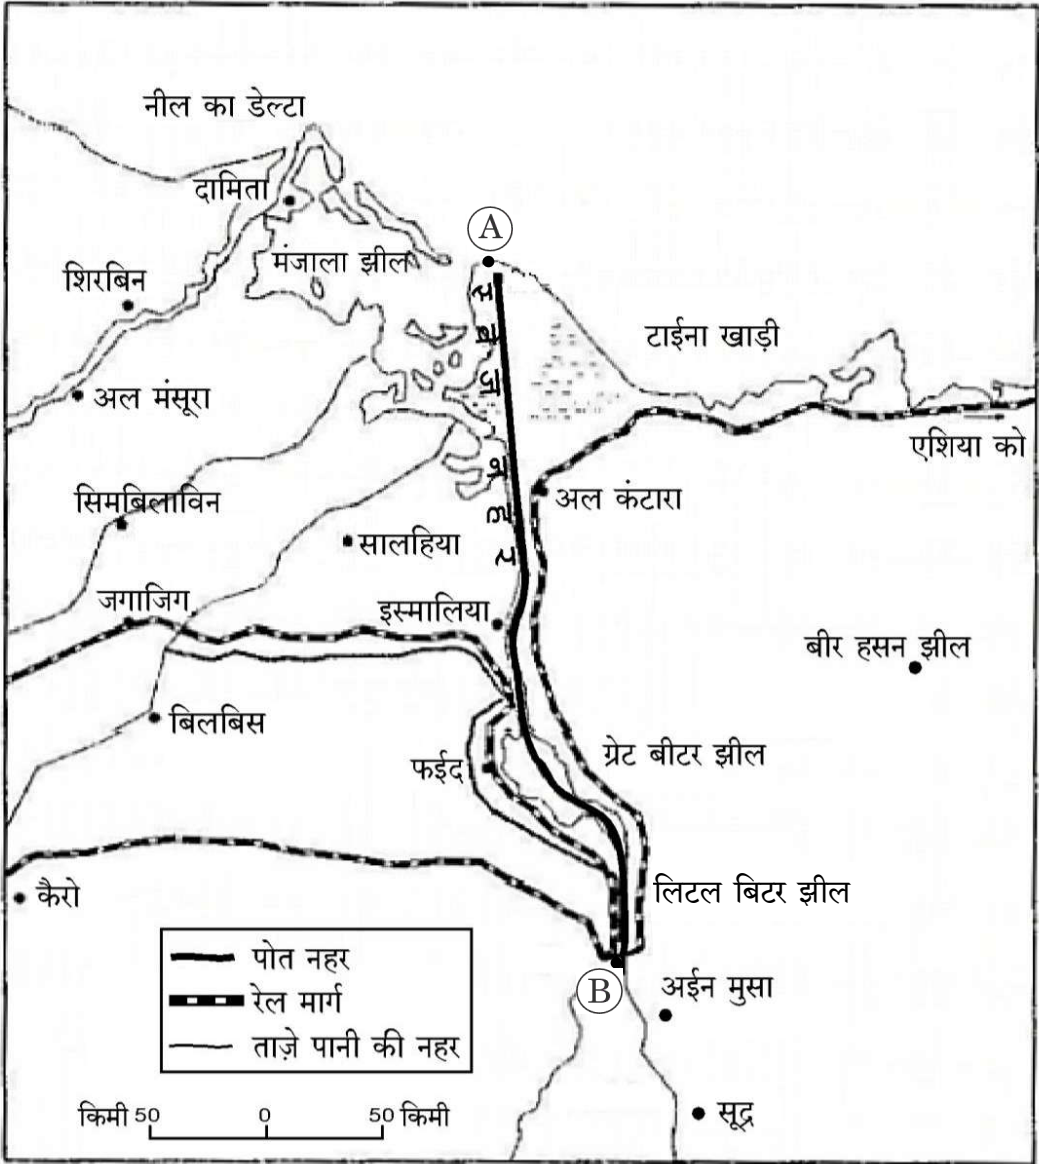 नील का डेल्टा
दामिता
Ⓐ
मंजाला झील
शिरबिन
टाईना खाड़ी
अल मंसूरा
एशिया को
सिमबिलाविन
अल कंटारा
सालहिया
जगाजिग
इस्मालिया
बीर हसन झील
बिलबिस
ग्रेट बीटर झील
फईद
लिटल बिटर झील
कैरो
पोत नहर
रेल मार्ग
ताज़े पानी की नहर
Ⓑ
अईन मुसा
किमी 50 0 50 किमी
सूद्र